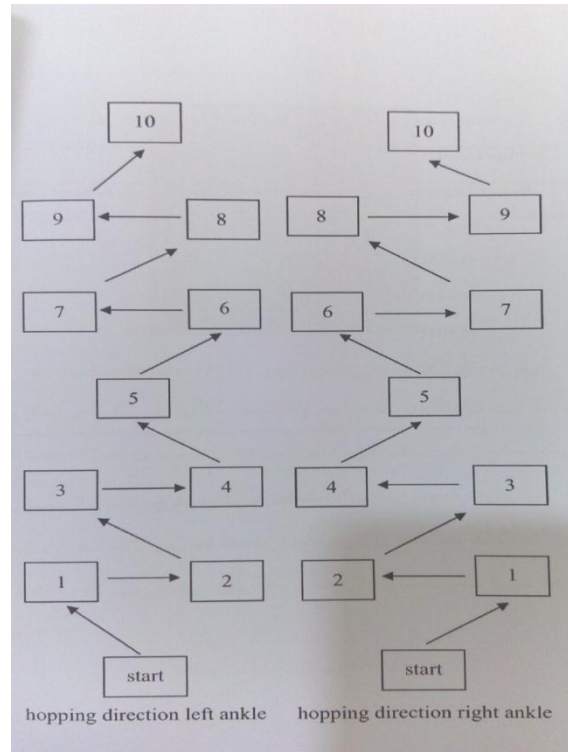 10 10
9 8 8 9
7 6 6 7
5 5
3 4 4 3
1 2 2 1
start start
hopping direction left ankle hopping direction right ankle